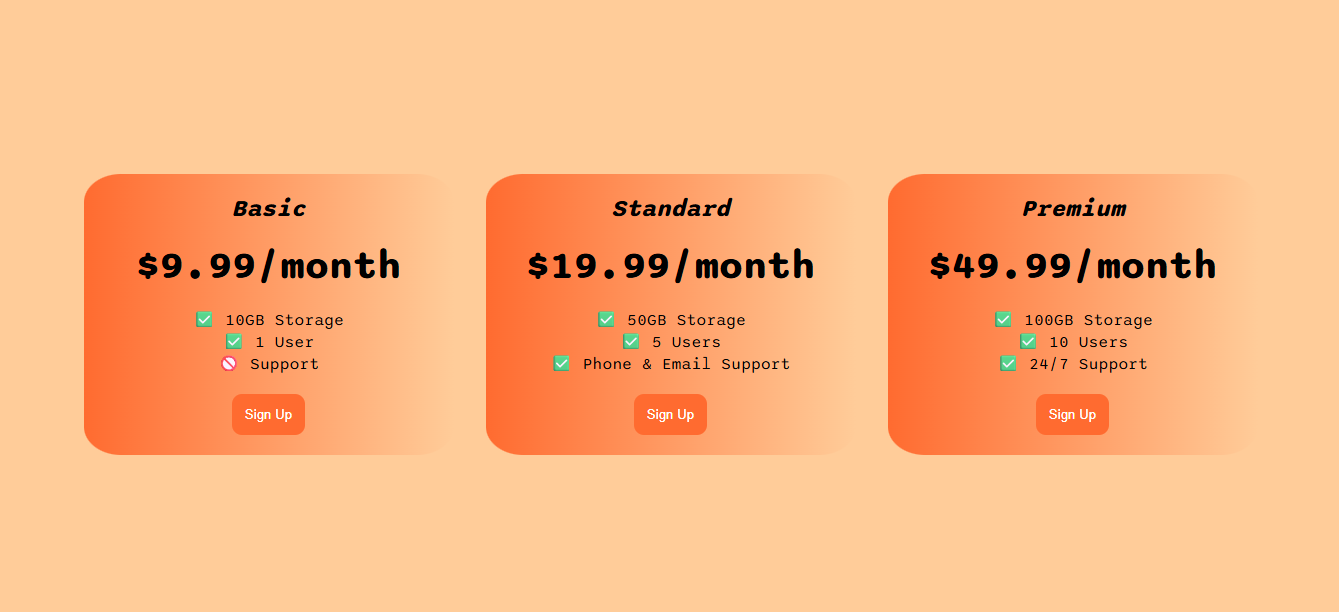 Basic
$9.99/month
✅ 10GB Storage
✅ 1 User
🚫 Support
Sign Up
Standard
$19.99/month
✅ 50GB Storage
✅ 5 Users
✅ Phone & Email Support
Sign Up
Premium
$49.99/month
✅ 100GB Storage
✅ 10 Users
✅ 24/7 Support
Sign Up